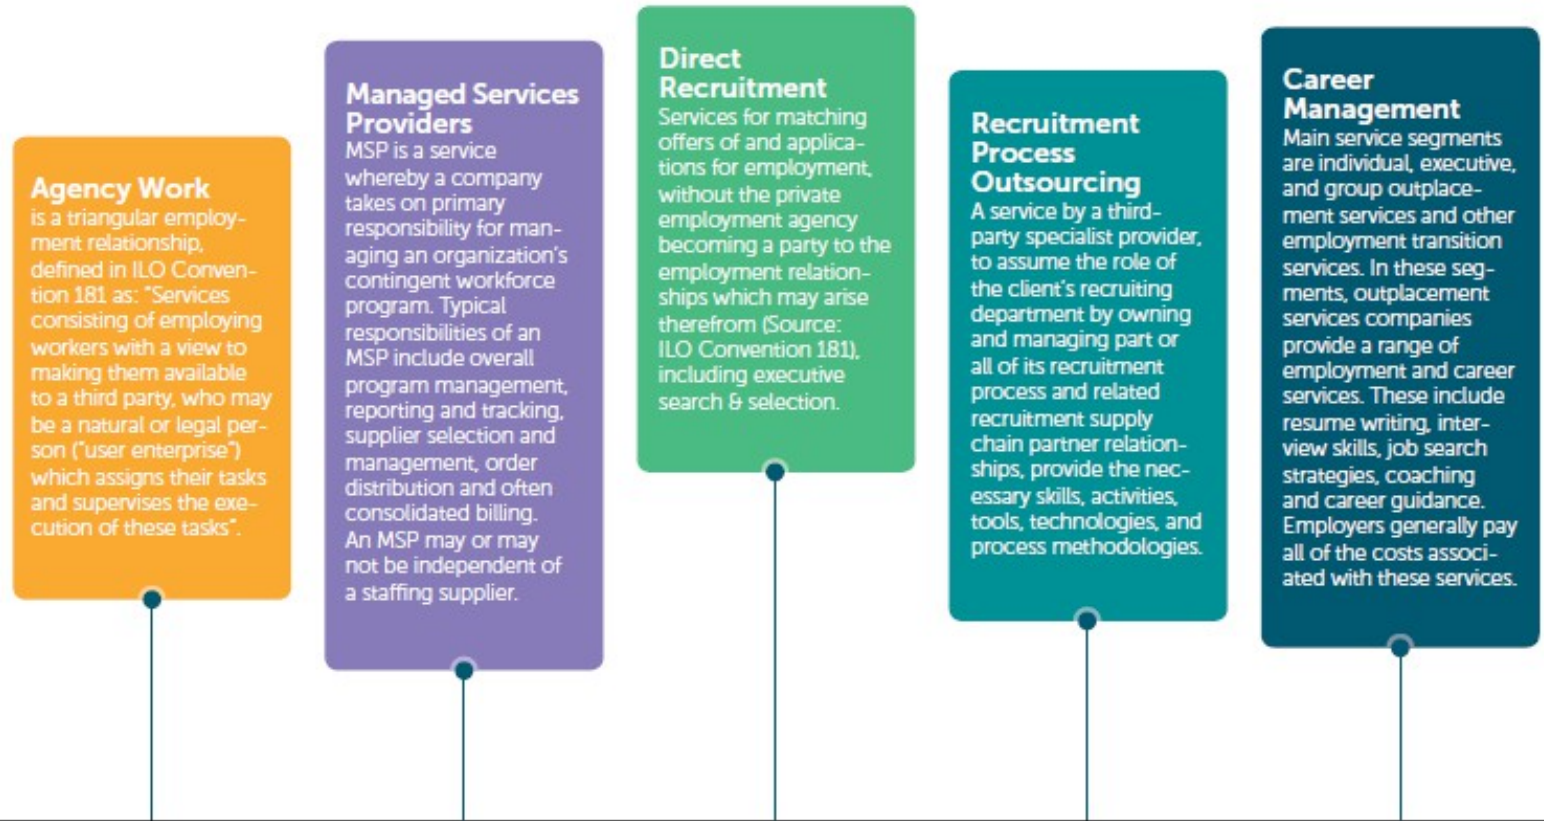 Agency Work
is a triangular employ-
ment relationship,
defined in ILO Conven-
tion 181 as: “Services
consisting of employing
workers with a view to
making them available
to a third party, who may
be a natural or legal per-
son (“user enterprise”)
which assigns their tasks
and supervises the exe-
cution of these tasks”.
Managed Services
Providers
MSP is a service
whereby a company
takes on primary
responsibility for man-
aging an organization’s
contingent workforce
program. Typical
responsibilities of an
MSP include overall
program management,
reporting and tracking,
supplier selection and
management, order
distribution and often
consolidated billing.
An MSP may or may
not be independent of
a staffing supplier.
Direct
Recruitment
Services for matching
offers of and applica-
tions for employment,
without the private
employment agency
becoming a party to the
employment relation-
ships which may arise
therefrom (Source:
ILO Convention 181),
including executive
search & selection.
Recruitment
Process
Outsourcing
A service by a third-
party specialist provider,
to assume the role of
the client’s recruiting
department by owning
and managing part or
all of its recruitment
process and related
recruitment supply
chain partner relation-
ships, provide the nec-
essary skills, activities,
tools, technologies, and
process methodologies.
Career
Management
Main service segments
are individual, executive,
and group outplace-
ment services and other
employment transition
services. In these seg-
ments, outplacement
services companies
provide a range of
employment and career
services. These include
resume writing, inter-
view skills, job search
strategies, coaching
and career guidance.
Employers generally pay
all of the costs associ-
ated with these services.